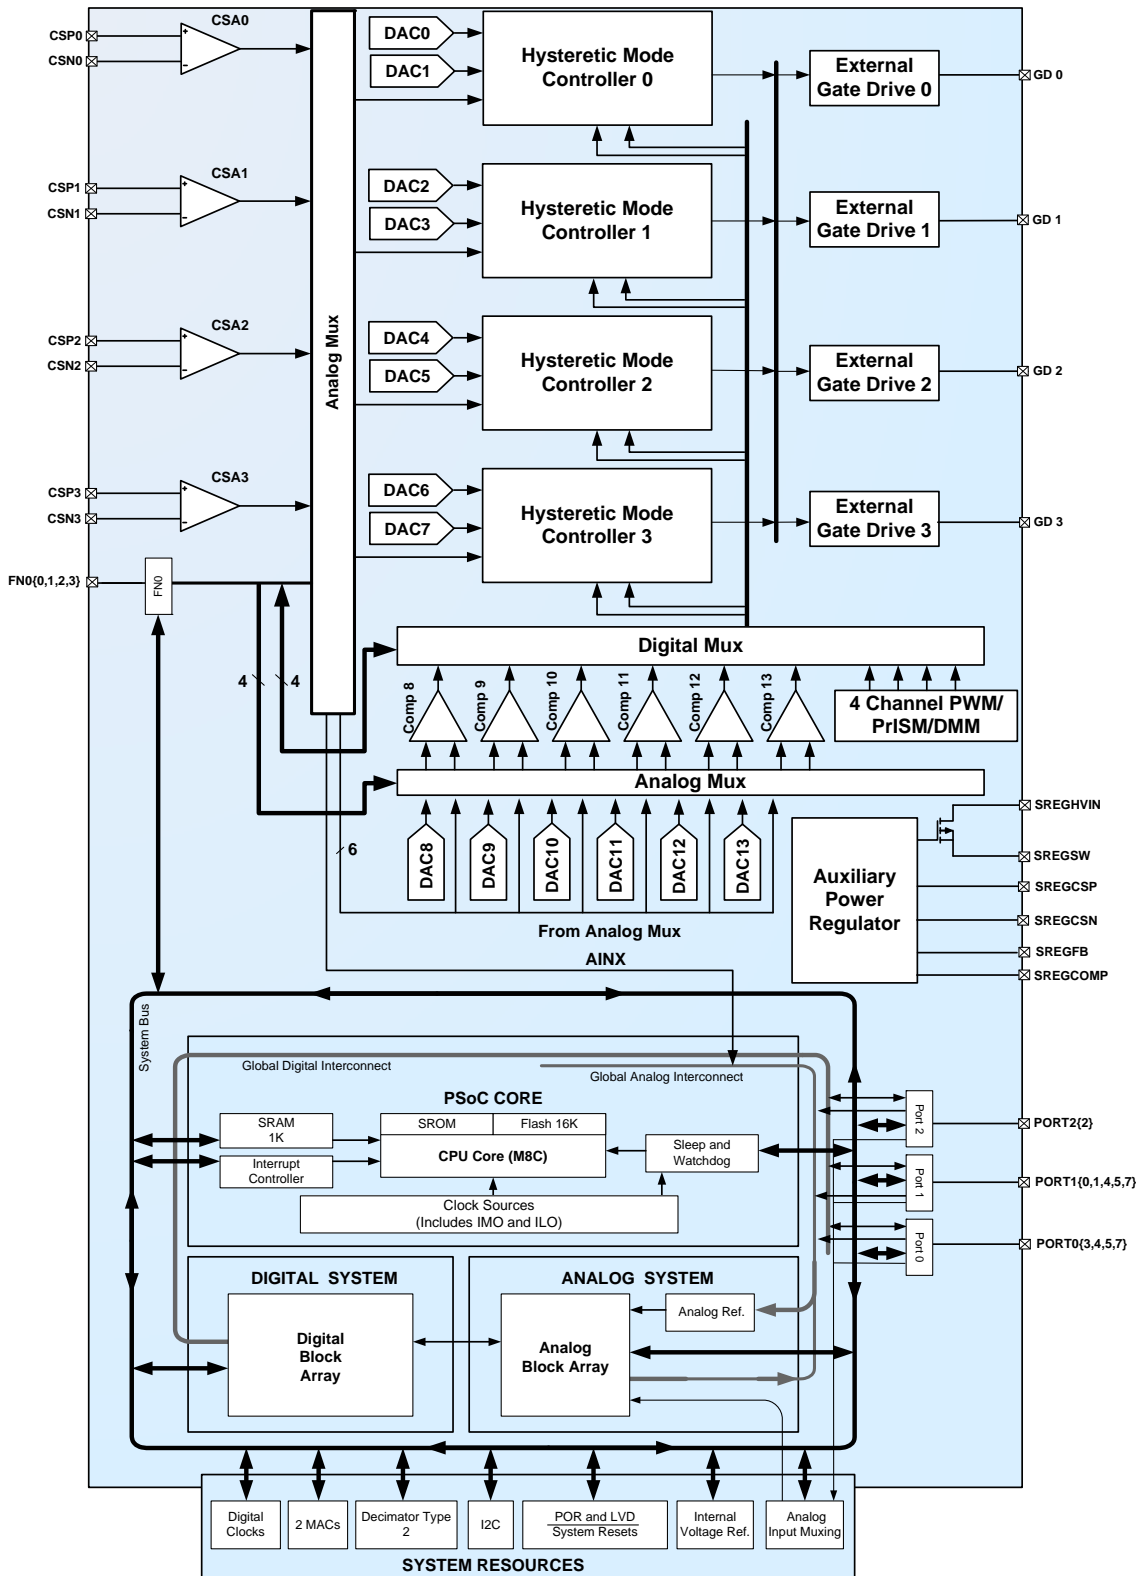 CSP0
CSN0
CSA0
DAC0
DAC1
Hysteretic Mode
Controller 0
External
Gate Drive 0
GD 0
CSP1
CSN1
CSA1
DAC2
DAC3
Hysteretic Mode
Controller 1
External
Gate Drive 1
GD 1
Analog Mux
CSP2
CSN2
CSA2
DAC4
DAC5
Hysteretic Mode
Controller 2
External
Gate Drive 2
GD 2
CSP3
CSN3
CSA3
DAC6
DAC7
Hysteretic Mode
Controller 3
External
Gate Drive 3
GD 3
FN0{0,1,2,3}
FN0
4
4
Digital Mux
Comp 8
Comp 9
Comp 10
Comp 11
Comp 12
Comp 13
4 Channel PWM/
PrISM/DMM
Analog Mux
6
DAC8
DAC9
DAC10
DAC11
DAC12
DAC13
From Analog Mux
AINX
Auxiliary
Power
Regulator
SREGHVIN
SREGSW
SREGCSP
SREGCSN
SREGFB
SREGCOMP
System Bus
Global Digital Interconnect
Global Analog Interconnect
PSoC CORE
SRAM
1K
SROM
Flash 16K
CPU Core (M8C)
Interrupt
Controller
Sleep and
Watchdog
Clock Sources
(Includes IMO and ILO)
Port 2
PORT2{2}
Port 1
PORT1{0,1,4,5,7}
Port 0
PORT0{3,4,5,7}
DIGITAL SYSTEM
Digital
Block
Array
ANALOG SYSTEM
Analog
Block Array
Analog Ref.
Digital
Clocks
2 MACs
Decimator Type
2
I2C
POR and LVD
System Resets
Internal
Voltage Ref.
Analog
Input Muxing
SYSTEM RESOURCES